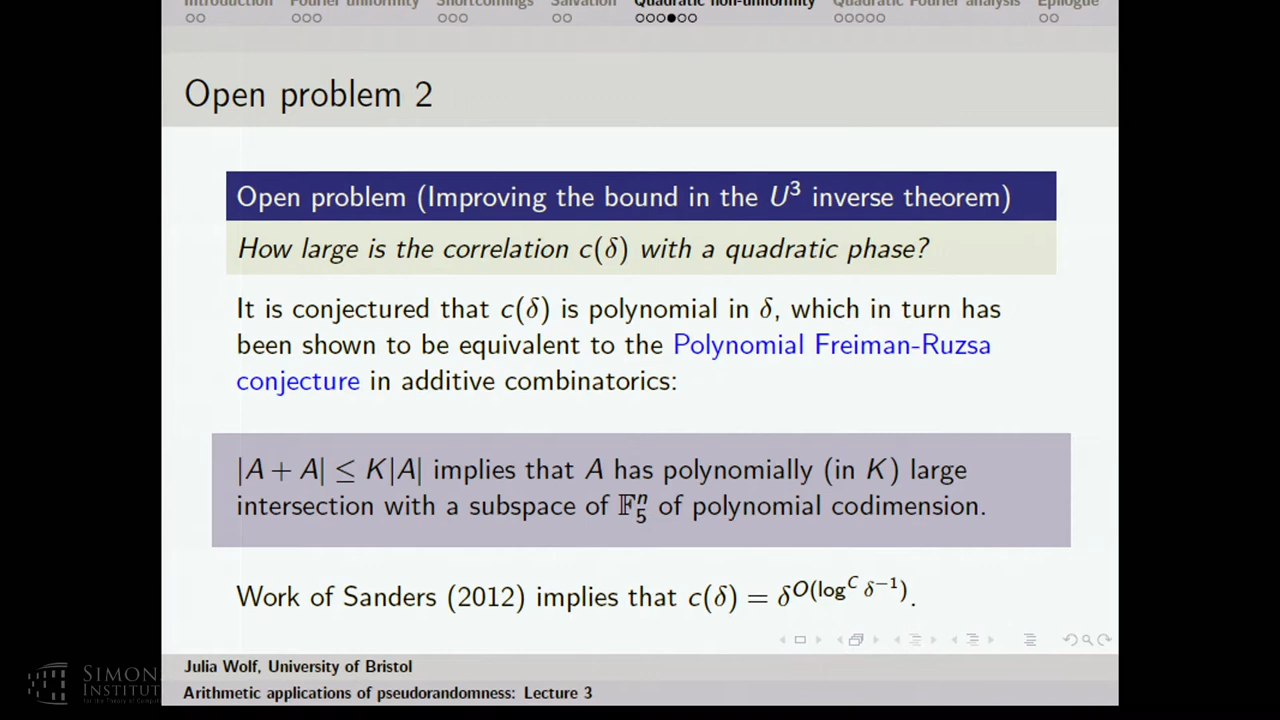 Introduction Fourier uniformity Shortcomings Salvation Quadratic non-uniformity Quadratic Fourier analysis Epilogue
Open problem 2
Open problem (Improving the bound in the U³ inverse theorem)
How large is the correlation c(δ) with a quadratic phase?
It is conjectured that c(δ) is polynomial in δ, which in turn has
been shown to be equivalent to the Polynomial Freiman-Ruzsa
conjecture in additive combinatorics:
|A + A| ≤ K|A| implies that A has polynomially (in K) large
intersection with a subspace of 𝔽₅ⁿ of polynomial codimension.
Work of Sanders (2012) implies that c(δ) = δ^{O(log^C δ^{-1})}.
Julia Wolf, University of Bristol
Arithmetic applications of pseudorandomness: Lecture 3
SIMON
INSTITUT